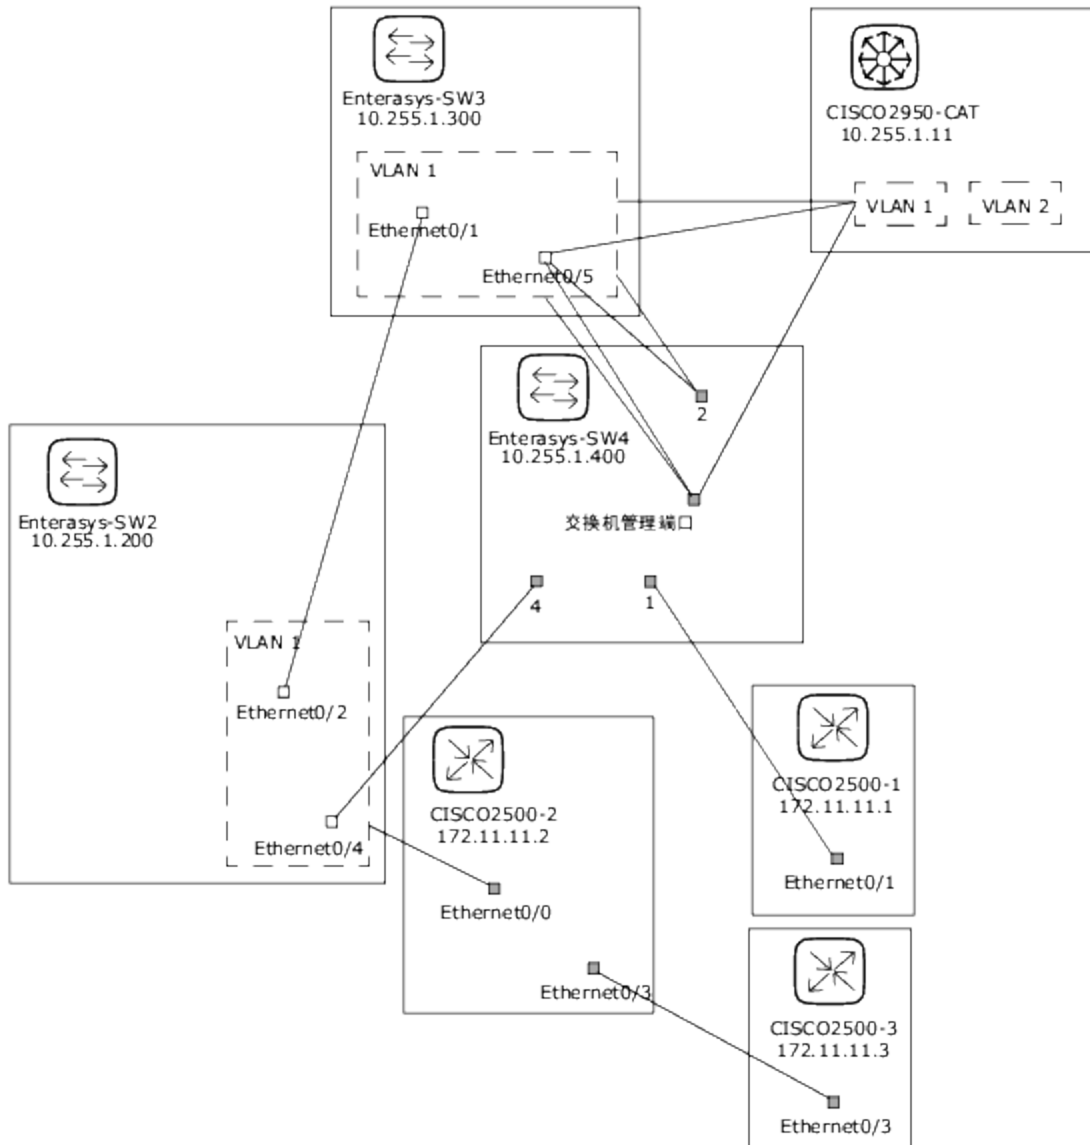 Enterasys-SW3
10.255.1.300
VLAN 1
Ethernet0/1
Ethernet0/5
CISCO2950-CAT
10.255.1.11
VLAN 1
VLAN 2
Enterasys-SW4
10.255.1.400
2
交换机管理端口
4
1
Enterasys-SW2
10.255.1.200
VLAN 1
Ethernet0/2
Ethernet0/4
CISCO2500-2
172.11.11.2
Ethernet0/0
Ethernet0/3
CISCO2500-1
172.11.11.1
Ethernet0/1
CISCO2500-3
172.11.11.3
Ethernet0/3